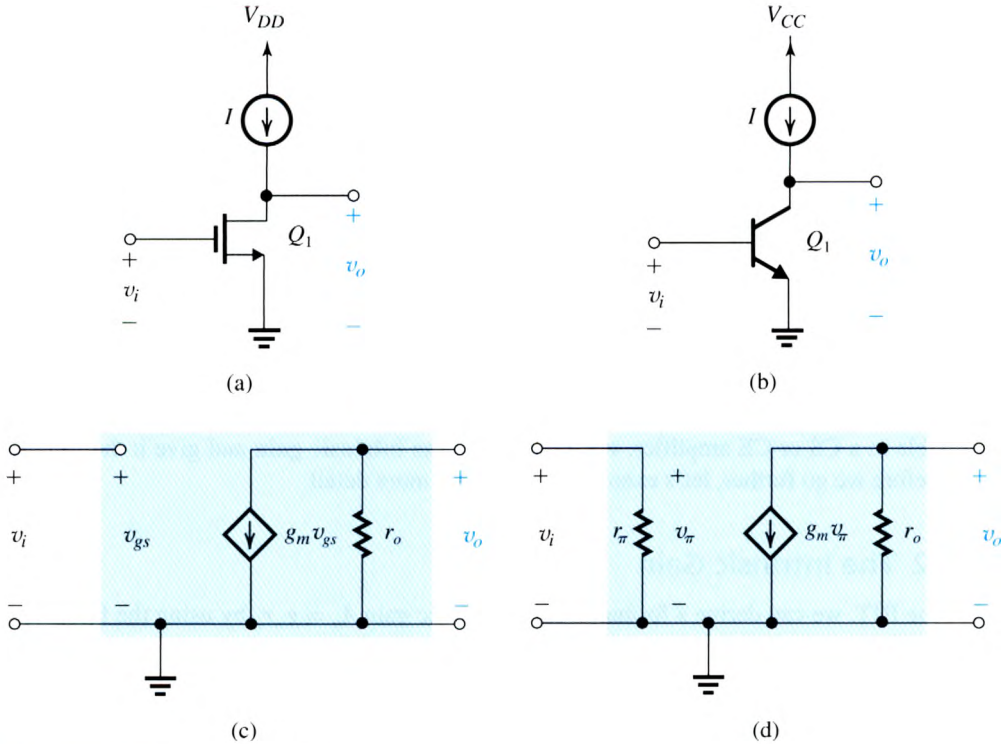 V_DD
V_CC
I
I
Q_1
Q_1
+
v_i
−
+
v_o
−
+
v_i
−
+
v_o
−
(a)
(b)
+
v_i
−
+
v_gs
−
g_m v_gs
r_o
+
v_o
−
+
v_i
−
r_π
+
v_π
−
g_m v_π
r_o
+
v_o
−
(c)
(d)